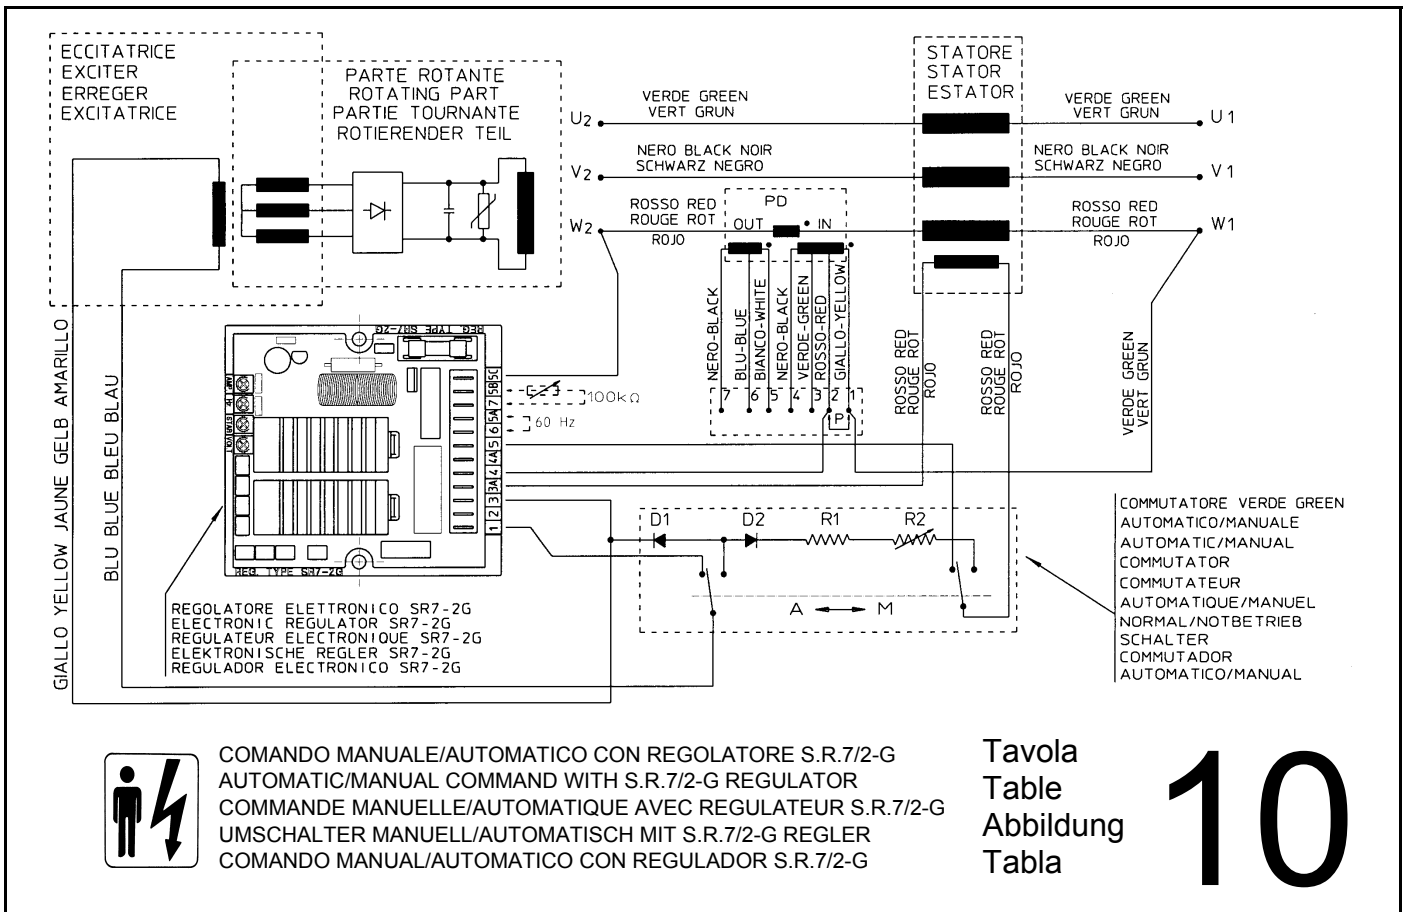 ECCITATRICE
EXCITER
ERREGER
EXCITATRICE
PARTE ROTANTE
ROTATING PART
PARTIE TOURNANTE
ROTIERENDER TEIL
STATORE
STATOR
ESTATOR
U2
VERDE GREEN
VERT GRUN
VERDE GREEN
VERT GRUN
U1
V2
NERO BLACK NOIR
SCHWARZ NEGRO
NERO BLACK NOIR
SCHWARZ NEGRO
V1
W2
ROSSO RED
ROUGE ROT
ROJO
PD
OUT
IN
ROSSO RED
ROUGE ROT
ROJO
W1
NERO-BLACK
BLU-BLUE
BIANCO-WHITE
NERO-BLACK
VERDE-GREEN
ROSSO-RED
GIALLO-YELLOW
7 6 5 4 3 2 1
P
ROSSO RED
ROUGE ROT
ROJO
ROSSO RED
ROUGE ROT
ROJO
VERDE GREEN
VERT GRUN
GIALLO YELLOW JAUNE GELB AMARILLO
BLU BLUE BLEU BLAU
REG. TYPE SR7-2G
AMP
Hz
STAB
VOLT
5C
5B
7
5A
6
5
4A
4
3A
3
2
1
100kΩ
60 Hz
REG. TYPE SR7-2G
REGOLATORE ELETTRONICO SR7-2G
ELECTRONIC REGULATOR SR7-2G
REGULATEUR ELECTRONIQUE SR7-2G
ELEKTRONISCHE REGLER SR7-2G
REGULADOR ELECTRONICO SR7-2G
D1 D2 R1 R2
A M
COMMUTATORE VERDE GREEN
AUTOMATICO/MANUALE
AUTOMATIC/MANUAL
COMMUTATOR
COMMUTATEUR
AUTOMATIQUE/MANUEL
NORMAL/NOTBETRIEB
SCHALTER
COMMUTADOR
AUTOMATICO/MANUAL
COMANDO MANUALE/AUTOMATICO CON REGOLATORE S.R.7/2-G
AUTOMATIC/MANUAL COMMAND WITH S.R.7/2-G REGULATOR
COMMANDE MANUELLE/AUTOMATIQUE AVEC REGULATEUR S.R.7/2-G
UMSCHALTER MANUELL/AUTOMATISCH MIT S.R.7/2-G REGLER
COMANDO MANUAL/AUTOMATICO CON REGULADOR S.R.7/2-G
Tavola
Table
Abbildung
Tabla
10